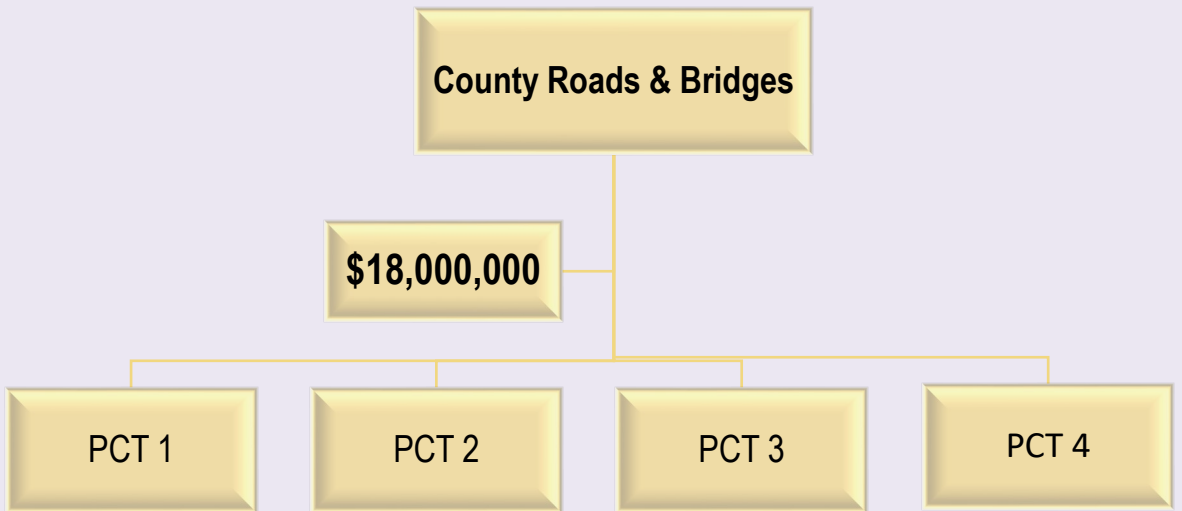 County Roads & Bridges
$18,000,000
PCT 1
PCT 2
PCT 3
PCT 4